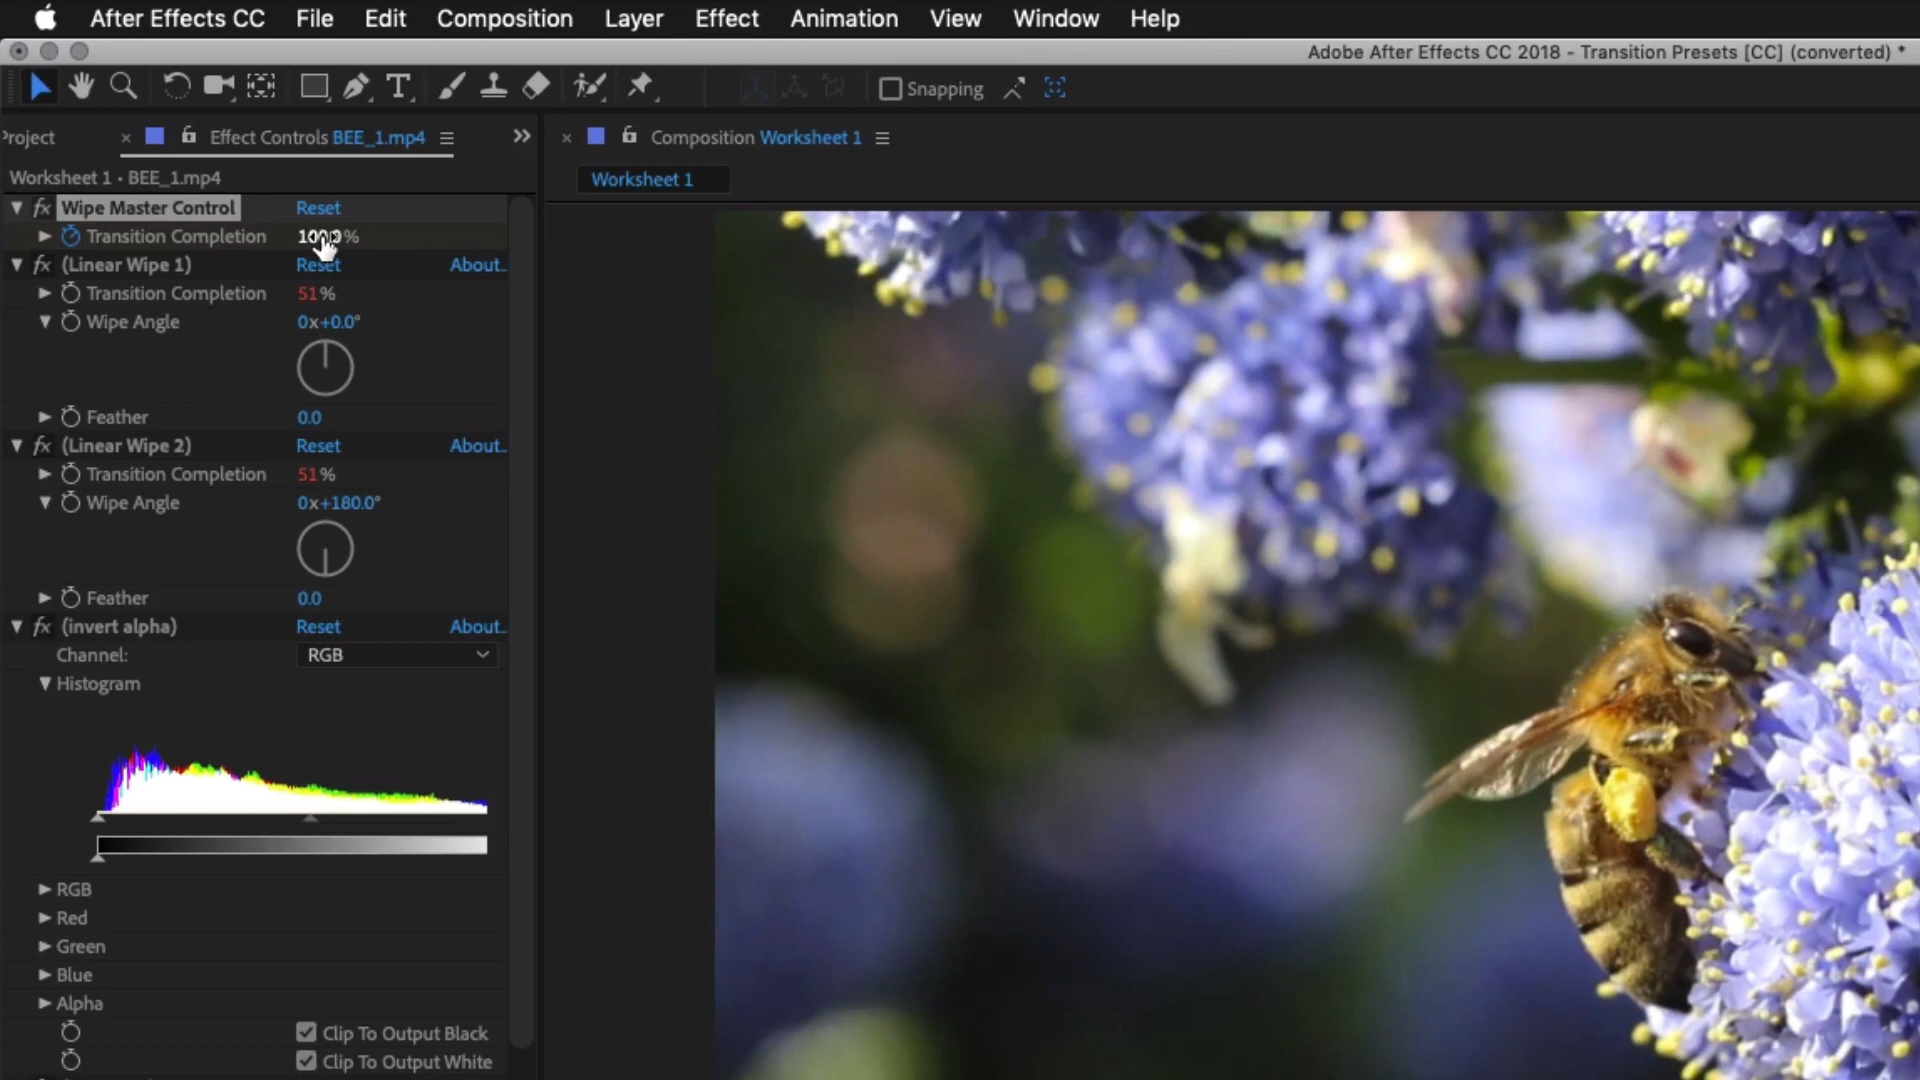 After Effects CC File Edit Composition Layer Effect Animation View Window Help
Adobe After Effects CC 2018 - Transition Presets [CC] (converted) *
Snapping
Project × Effect Controls BEE_1.mp4 × Composition Worksheet 1
Worksheet 1 • BEE_1.mp4 Worksheet 1
fx Wipe Master Control Reset
Transition Completion %
fx (Linear Wipe 1) Reset About..
Transition Completion 51%
Wipe Angle 0x+0.0°
Feather 0.0
fx (Linear Wipe 2) Reset About..
Transition Completion 51%
Wipe Angle 0x+180.0°
Feather 0.0
fx (invert alpha) Reset About..
Channel: RGB
Histogram
RGB
Red
Green
Blue
Alpha
Clip To Output Black
Clip To Output White